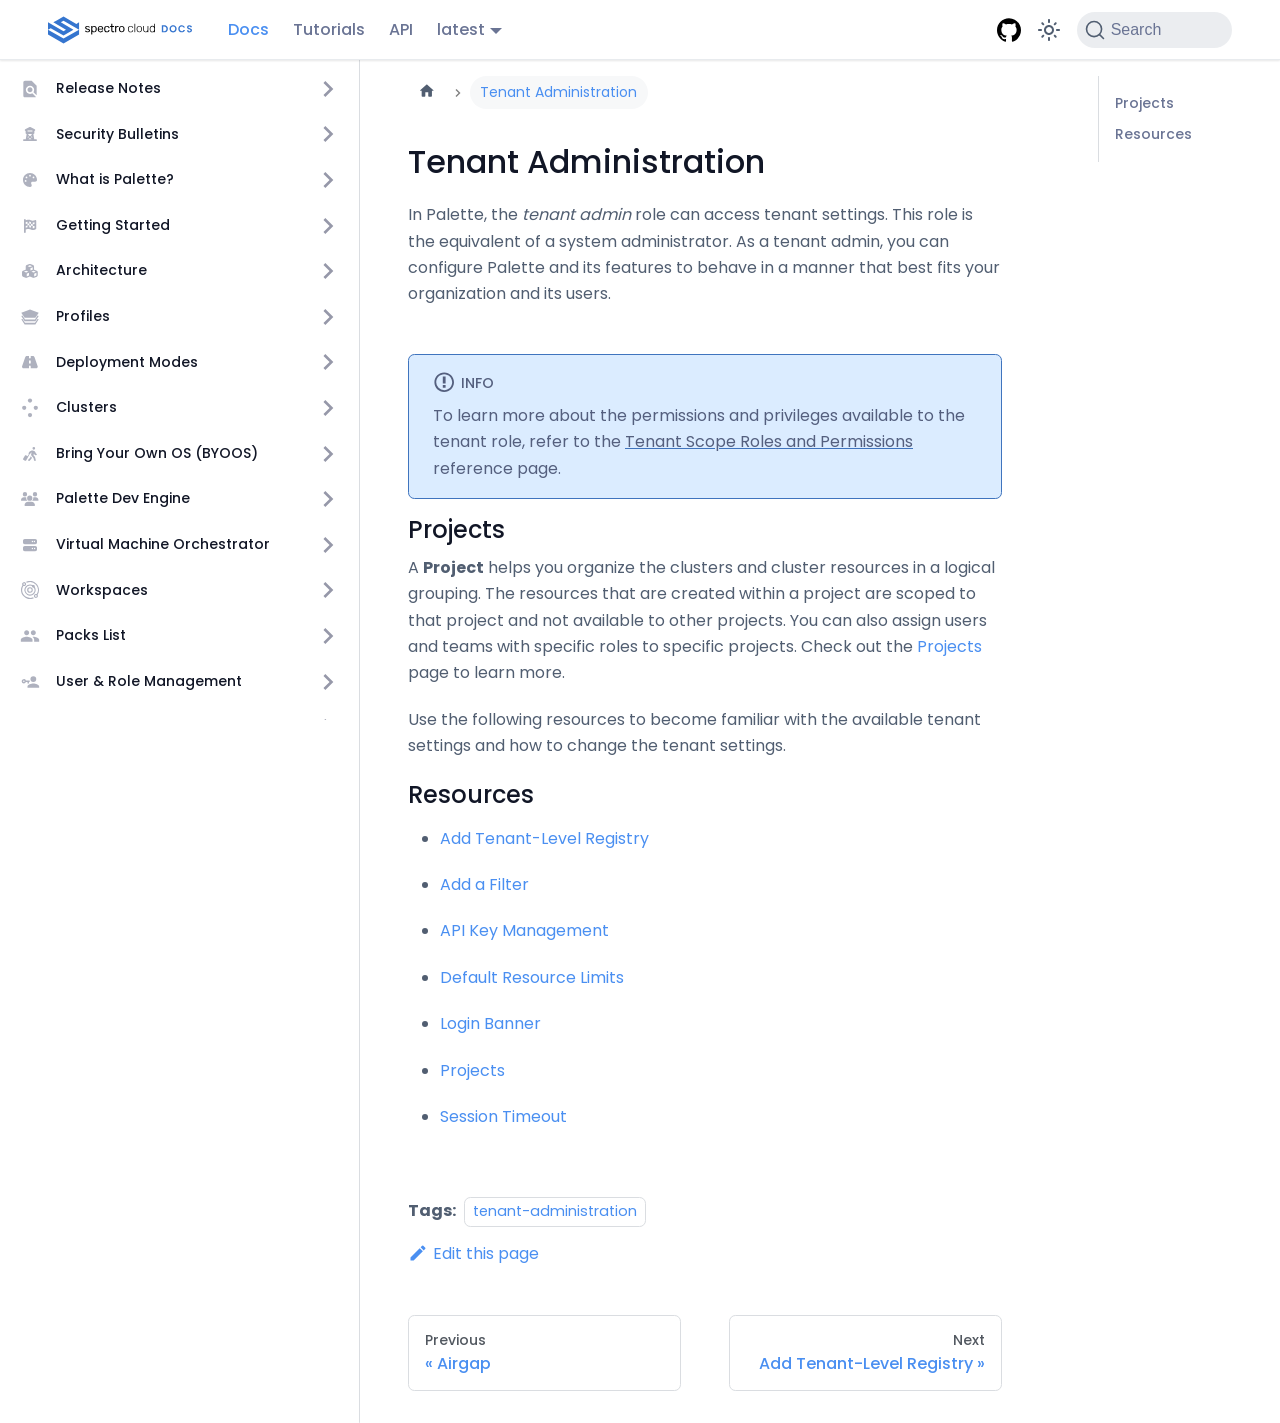 spectro cloud DOCS
Docs
Tutorials
API
latest
Search
Release Notes
Security Bulletins
What is Palette?
Getting Started
Architecture
Profiles
Deployment Modes
Clusters
Bring Your Own OS (BYOOS)
Palette Dev Engine
Virtual Machine Orchestrator
Workspaces
Packs List
User & Role Management
Tenant Administration
Tenant Administration
In Palette, the tenant admin role can access tenant settings. This role is
the equivalent of a system administrator. As a tenant admin, you can
configure Palette and its features to behave in a manner that best fits your
organization and its users.
INFO
To learn more about the permissions and privileges available to the
tenant role, refer to the Tenant Scope Roles and Permissions
reference page.
Projects
A Project helps you organize the clusters and cluster resources in a logical
grouping. The resources that are created within a project are scoped to
that project and not available to other projects. You can also assign users
and teams with specific roles to specific projects. Check out the Projects
page to learn more.
Use the following resources to become familiar with the available tenant
settings and how to change the tenant settings.
Resources
Add Tenant-Level Registry
Add a Filter
API Key Management
Default Resource Limits
Login Banner
Projects
Session Timeout
Tags: tenant-administration
Edit this page
Previous
« Airgap
Next
Add Tenant-Level Registry »
Projects
Resources